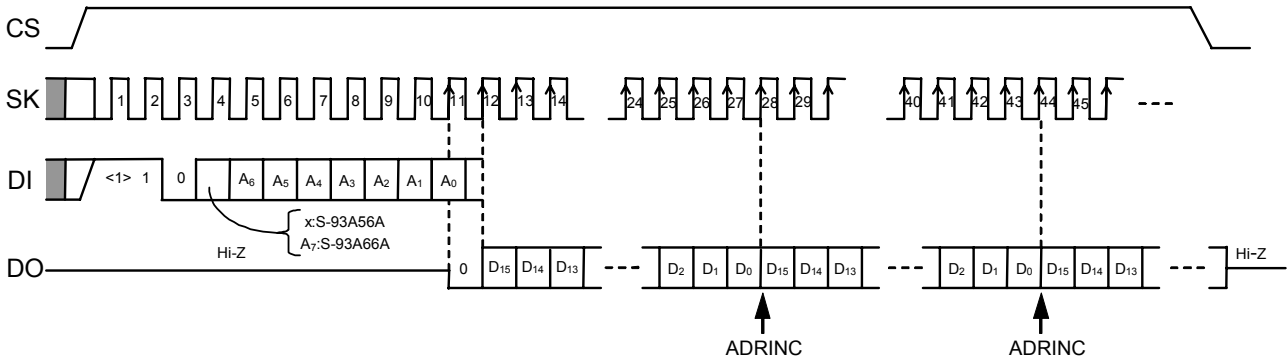 CS
SK 1 2 3 4 5 6 7 8 9 10 11 12 13 14 24 25 26 27 28 29 40 41 42 43 44 45
DI <1> 1 0 A₆ A₅ A₄ A₃ A₂ A₁ A₀
x:S-93A56A
A₇:S-93A66A
DO Hi-Z 0 D₁₅ D₁₄ D₁₃ D₂ D₁ D₀ D₁₅ D₁₄ D₁₃ D₂ D₁ D₀ D₁₅ D₁₄ D₁₃ Hi-Z
ADRINC ADRINC